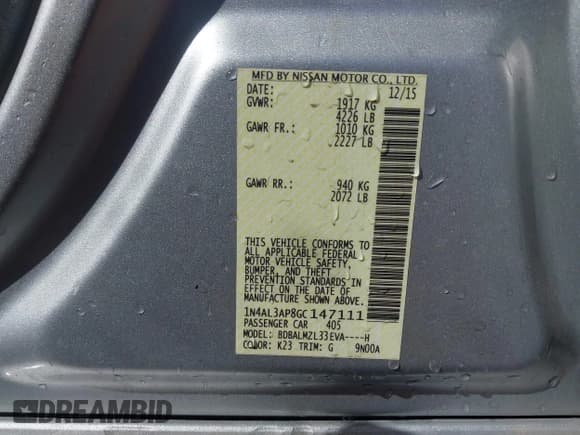 MFD BY NISSAN MOTOR CO., LTD.
DATE: 12/15
GVWR: 1917 KG
4226 LB
GAWR FR.: 1010 KG
2227 LB
GAWR RR.: 940 KG
2072 LB
THIS VEHICLE CONFORMS TO
ALL APPLICABLE FEDERAL
MOTOR VEHICLE SAFETY,
BUMPER, AND THEFT
PREVENTION STANDARDS IN
EFFECT ON THE DATE OF
MANUFACTURE SHOWN ABOVE.
1N4AL3AP8GC147111
PASSENGER CAR 405
MODEL: BDBALMZL33EVA----H
COLOR: K23 TRIM: G 9N00A
DREAMBID